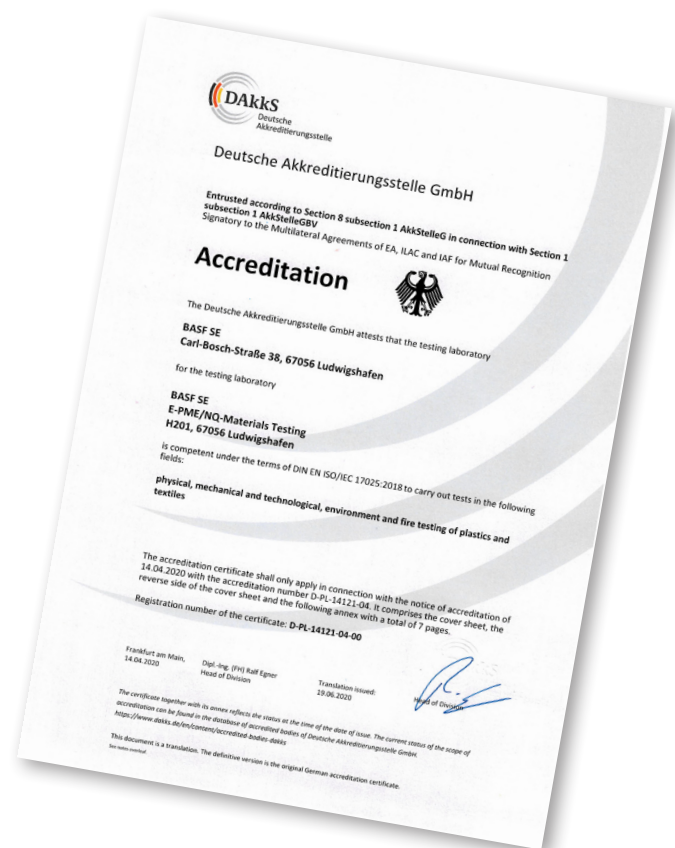 DAkkS
Deutsche
Akkreditierungsstelle
Deutsche Akkreditierungsstelle GmbH
Entrusted according to Section 8 subsection 1 AkkStelleG in connection with Section 1
subsection 1 AkkStelleGBV
Signatory to the Multilateral Agreements of EA, ILAC and IAF for Mutual Recognition
Accreditation
The Deutsche Akkreditierungsstelle GmbH attests that the testing laboratory
BASF SE
Carl-Bosch-Straße 38, 67056 Ludwigshafen
for the testing laboratory
BASF SE
E-PME/NQ-Materials Testing
H201, 67056 Ludwigshafen
is competent under the terms of DIN EN ISO/IEC 17025:2018 to carry out tests in the following
fields:
physical, mechanical and technological, environment and fire testing of plastics and
textiles
The accreditation certificate shall only apply in connection with the notice of accreditation of
14.04.2020 with the accreditation number D-PL-14121-04. It comprises the cover sheet, the
reverse side of the cover sheet and the following annex with a total of 7 pages.
Registration number of the certificate: D-PL-14121-04-00
Frankfurt am Main,
14.04.2020
Dipl.-Ing. (FH) Ralf Egner
Head of Division
Translation issued:
19.06.2020
Head of Division
The certificate together with its annex reflects the status at the time of the date of issue. The current status of the scope of
accreditation can be found in the database of accredited bodies of Deutsche Akkreditierungsstelle GmbH.
https://www.dakks.de/en/content/accredited-bodies-dakks
This document is a translation. The definitive version is the original German accreditation certificate.
See notes overleaf.